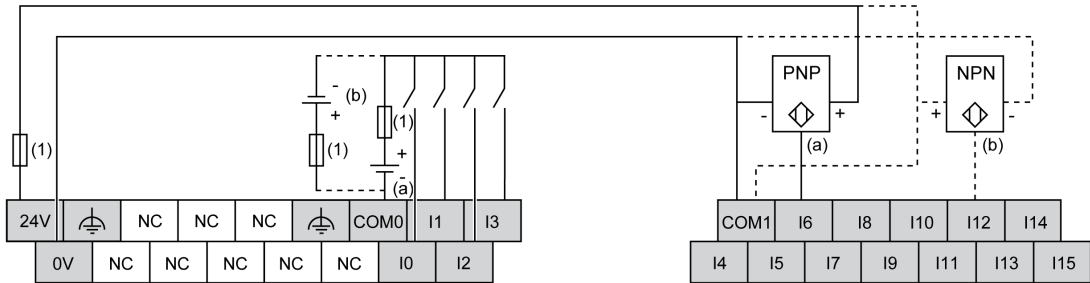 PNP
NPN
- (b)
+
(1)
(1)
(1)
+
-
(a)
- +
(a)
+ -
(b)
24V NC NC NC COM0 I1 I3
0V NC NC NC NC NC I0 I2
COM1 I6 I8 I10 I12 I14
I4 I5 I7 I9 I11 I13 I15